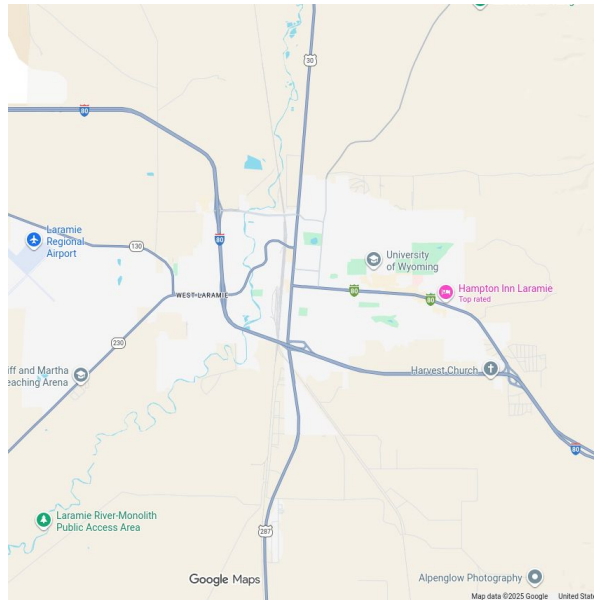 30
80
Laramie
Regional
Airport
130
80
University
of Wyoming
80
80
Hampton Inn Laramie
Top rated
WEST LARAMIE
230
iff and Martha
eaching Arena
Harvest Church
80
Laramie River-Monolith
Public Access Area
287
Google Maps
Alpenglow Photography
Map data ©2025 Google
United State